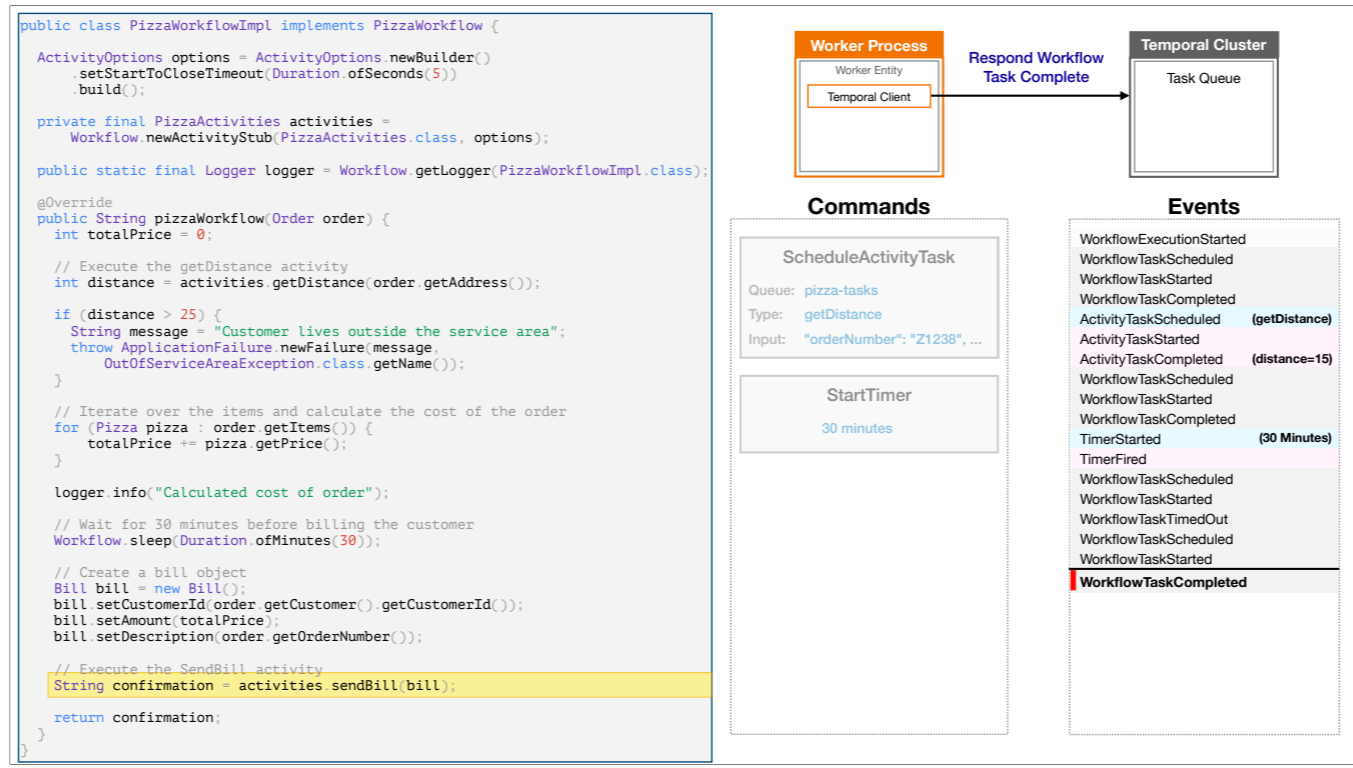 public class PizzaWorkflowImpl implements PizzaWorkflow {
ActivityOptions options = ActivityOptions.newBuilder()
.setStartToCloseTimeout(Duration.ofSeconds(5))
.build();
private final PizzaActivities activities =
Workflow.newActivityStub(PizzaActivities.class, options);
public static final Logger logger = Workflow.getLogger(PizzaWorkflowImpl.class);
@Override
public String pizzaWorkflow(Order order) {
int totalPrice = 0;
// Execute the getDistance activity
int distance = activities.getDistance(order.getAddress());
if (distance > 25) {
String message = "Customer lives outside the service area";
throw ApplicationFailure.newFailure(message,
OutOfServiceAreaException.class.getName());
}
// Iterate over the items and calculate the cost of the order
for (Pizza pizza : order.getItems()) {
totalPrice += pizza.getPrice();
}
logger.info("Calculated cost of order");
// Wait for 30 minutes before billing the customer
Workflow.sleep(Duration.ofMinutes(30));
// Create a bill object
Bill bill = new Bill();
bill.setCustomerId(order.getCustomer().getCustomerId());
bill.setAmount(totalPrice);
bill.setDescription(order.getOrderNumber());
// Execute the SendBill activity
String confirmation = activities.sendBill(bill);
return confirmation;
}
}
Worker Process
Worker Entity
Temporal Client
Respond Workflow
Task Complete
Temporal Cluster
Task Queue
Commands
ScheduleActivityTask
Queue: pizza-tasks
Type: getDistance
Input: "orderNumber": "Z1238", ...
StartTimer
30 minutes
Events
WorkflowExecutionStarted
WorkflowTaskScheduled
WorkflowTaskStarted
WorkflowTaskCompleted
ActivityTaskScheduled (getDistance)
ActivityTaskStarted
ActivityTaskCompleted (distance=15)
WorkflowTaskScheduled
WorkflowTaskStarted
WorkflowTaskCompleted
TimerStarted (30 Minutes)
TimerFired
WorkflowTaskScheduled
WorkflowTaskStarted
WorkflowTaskTimedOut
WorkflowTaskScheduled
WorkflowTaskStarted
WorkflowTaskCompleted